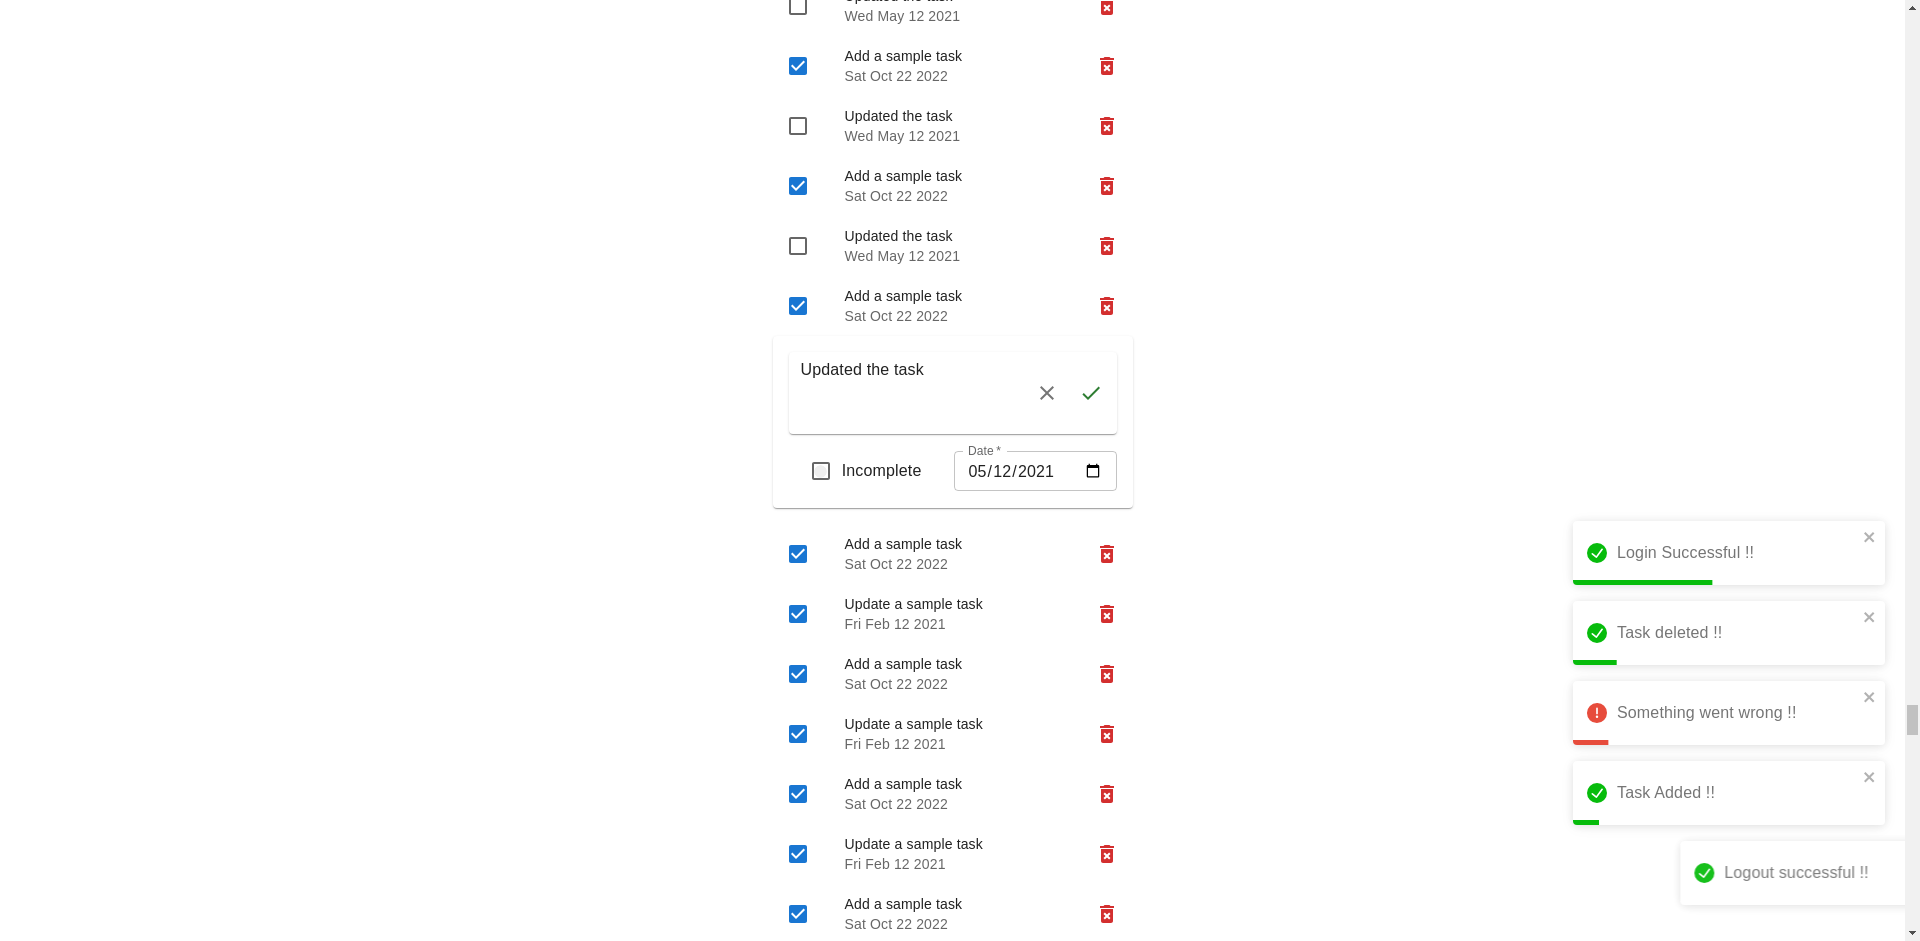 Updated the task
Wed May 12 2021
Add a sample task
Sat Oct 22 2022
Updated the task
Wed May 12 2021
Add a sample task
Sat Oct 22 2022
Updated the task
Wed May 12 2021
Add a sample task
Sat Oct 22 2022
Updated the task
Incomplete
Date *
05/12/2021
Add a sample task
Sat Oct 22 2022
Update a sample task
Fri Feb 12 2021
Add a sample task
Sat Oct 22 2022
Update a sample task
Fri Feb 12 2021
Add a sample task
Sat Oct 22 2022
Update a sample task
Fri Feb 12 2021
Add a sample task
Sat Oct 22 2022
Login Successful !!
Task deleted !!
Something went wrong !!
Task Added !!
Logout successful !!